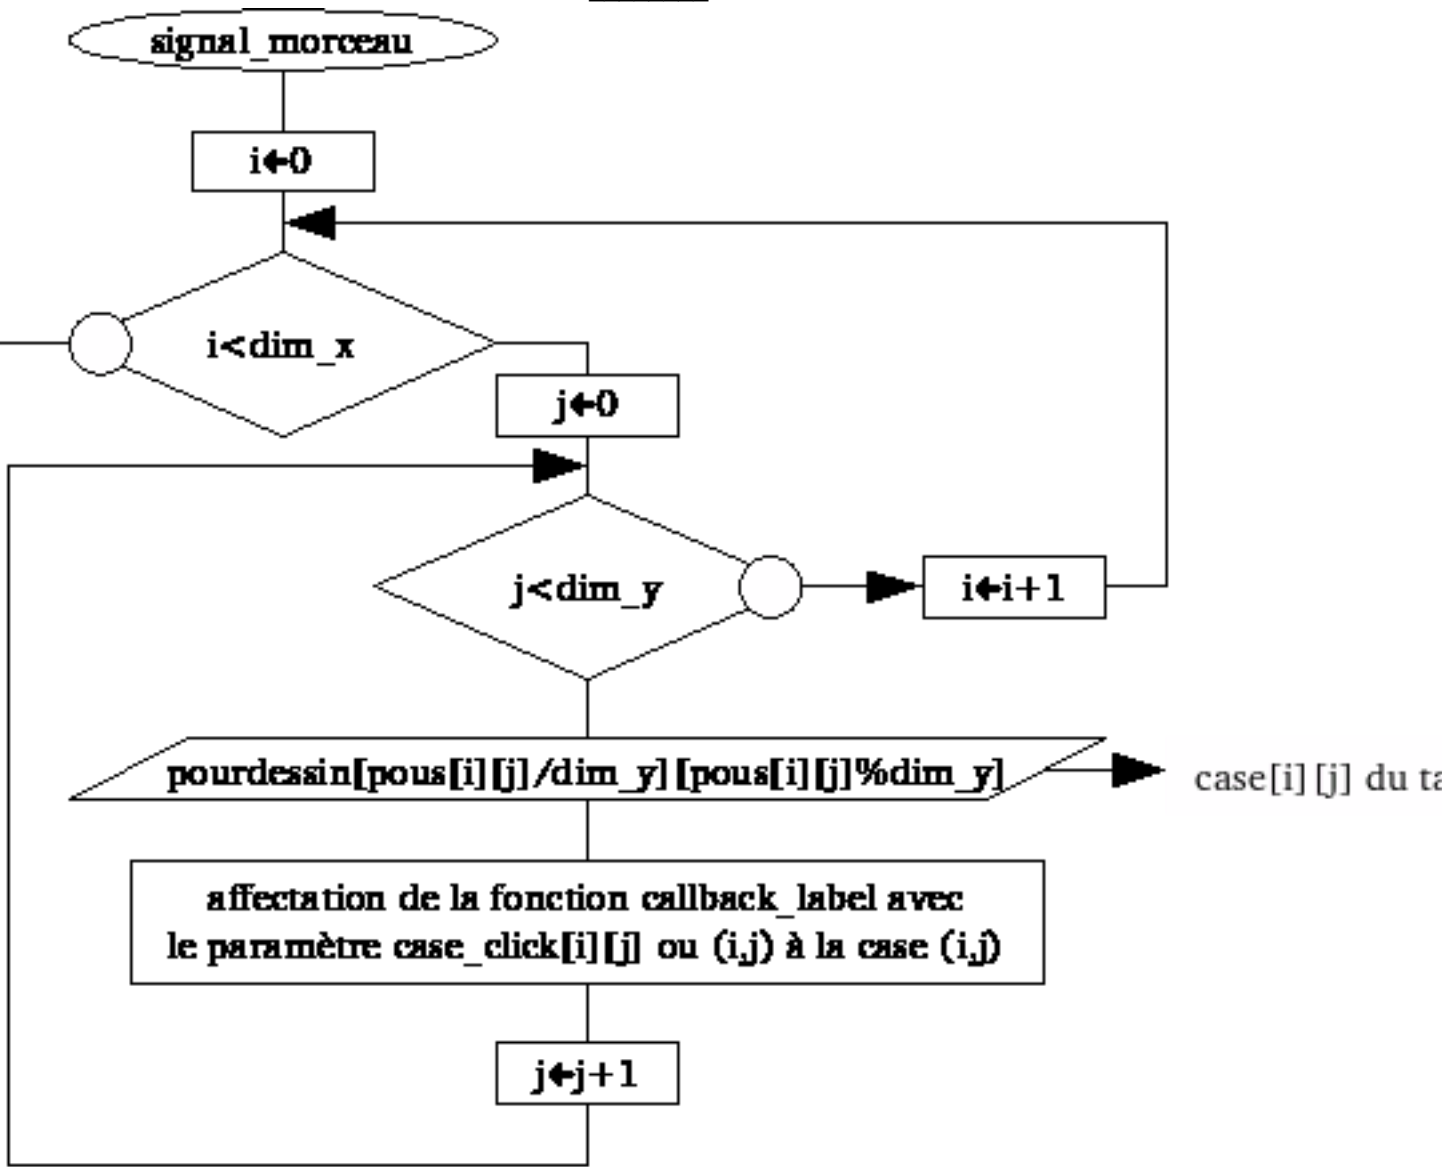 signal_morceau
i←0
i<dim_x
j←0
j<dim_y
i←i+1
pourdessin[pous[i][j]/dim_y][pous[i][j]%dim_y]
case[i][j] du
affectation de la fonction callback_label avec
le paramètre case_click[i][j] ou (i,j) à la case (i,j)
j←j+1